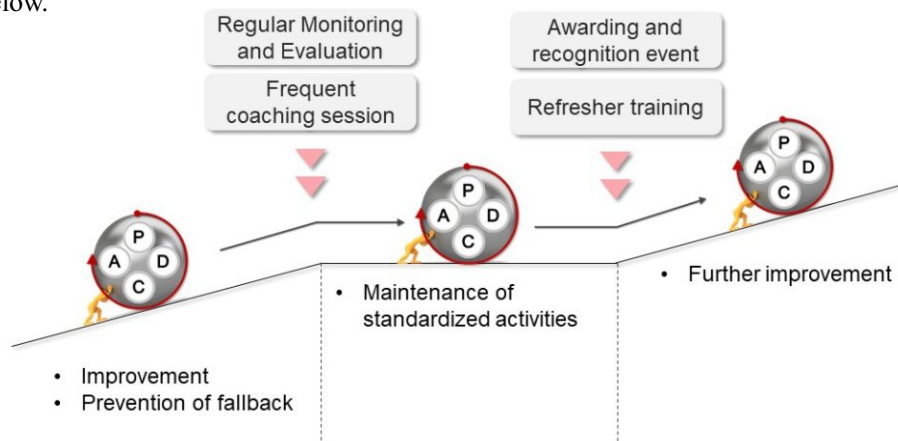 Regular Monitoring
and Evaluation
Frequent
coaching session
Awarding and
recognition event
Refresher training
P
A
D
C
P
A
D
C
P
A
D
C
• Improvement
• Prevention of fallback
• Maintenance of
standardized activities
• Further improvement